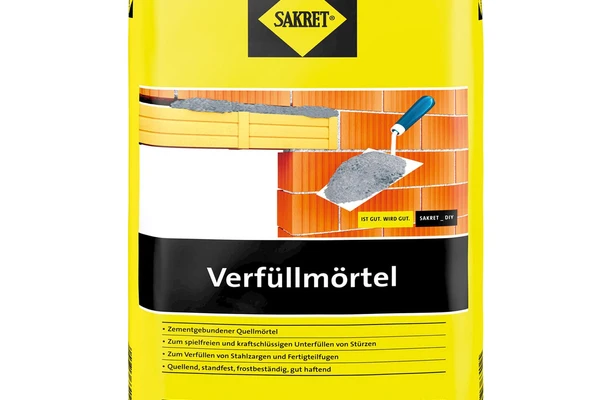 SAKRET®
IST GUT. WIRD GUT. SAKRET _ DIY
Verfüllmörtel
• Zementgebundener Quellmörtel
• Zum spielfreien und kraftschlüssigen Unterfüllen von Stürzen
• Zum Verfüllen von Stahlzargen und Fertigteilfugen
• Quellend, standfest, frostbeständig, gut haftend